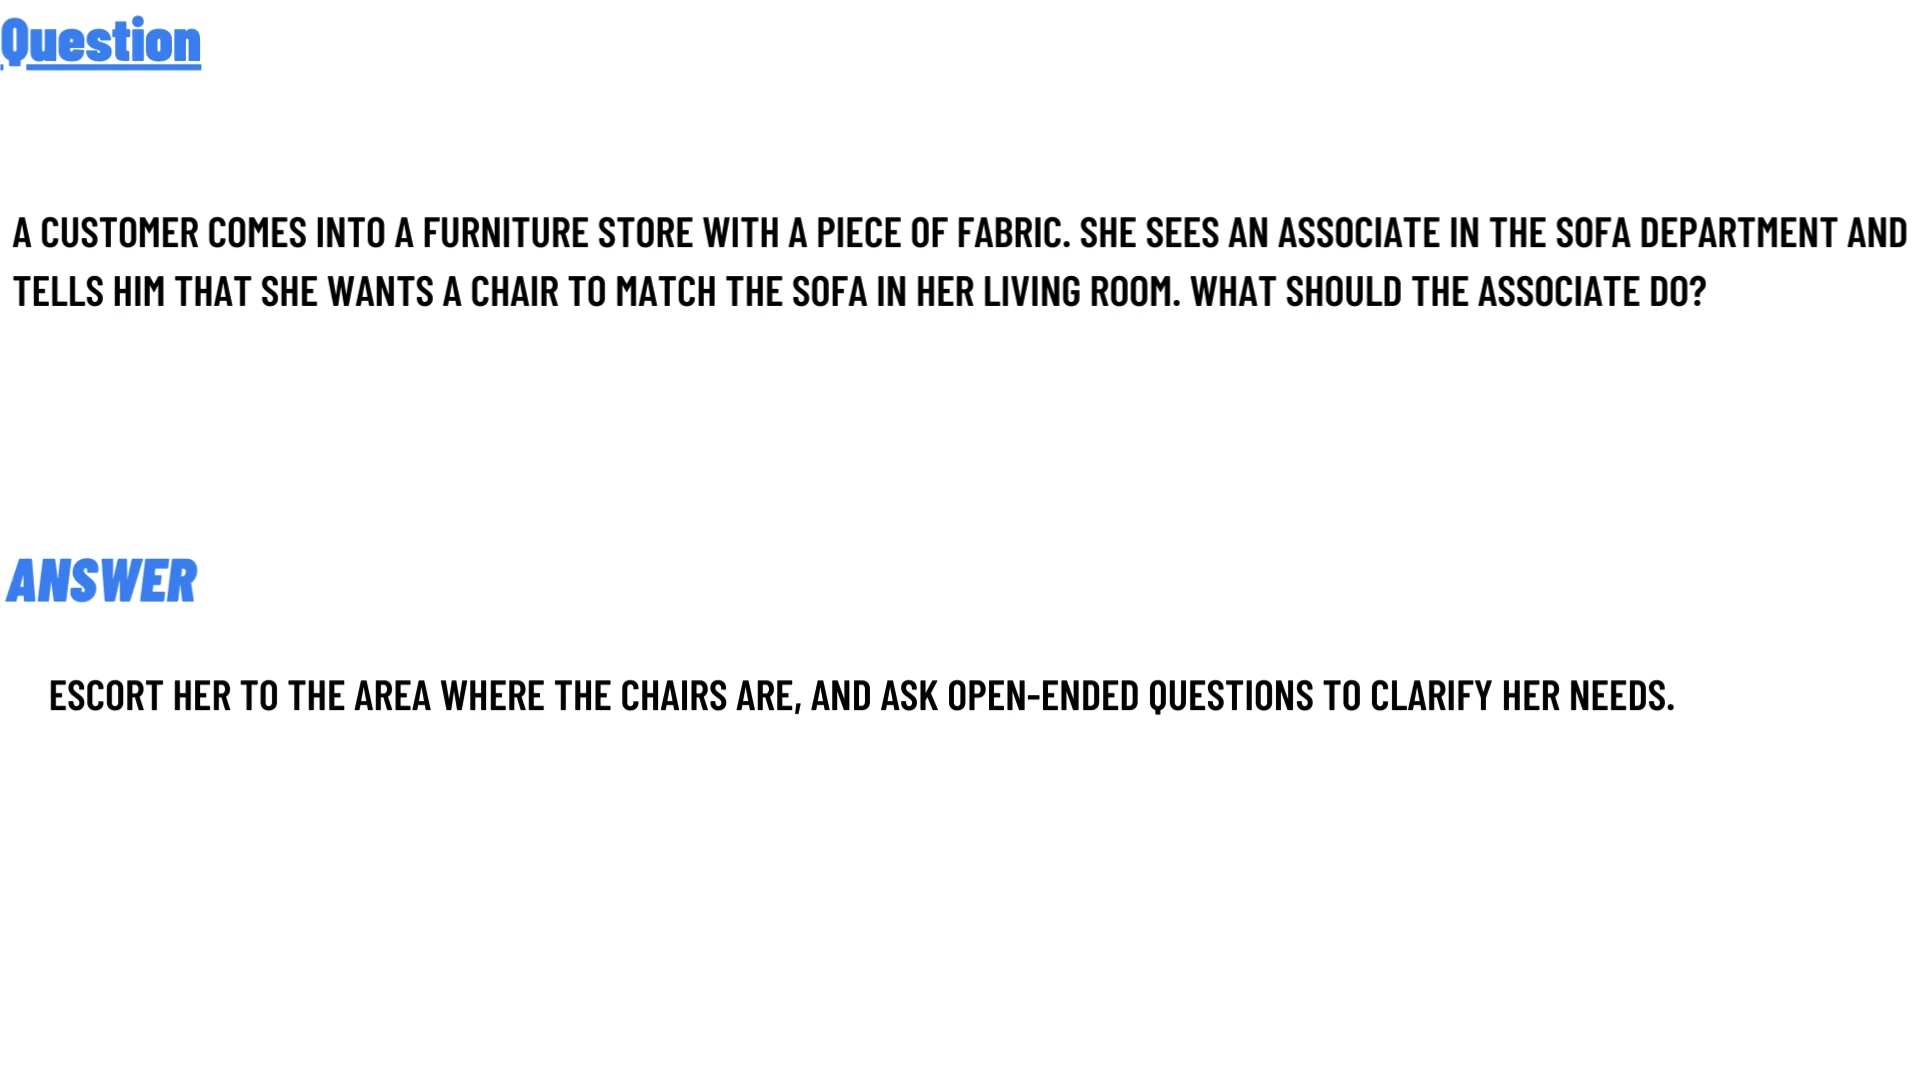 Question
A CUSTOMER COMES INTO A FURNITURE STORE WITH A PIECE OF FABRIC. SHE SEES AN ASSOCIATE IN THE SOFA DEPARTMENT AND
TELLS HIM THAT SHE WANTS A CHAIR TO MATCH THE SOFA IN HER LIVING ROOM. WHAT SHOULD THE ASSOCIATE DO?
ANSWER
ESCORT HER TO THE AREA WHERE THE CHAIRS ARE, AND ASK OPEN-ENDED QUESTIONS TO CLARIFY HER NEEDS.